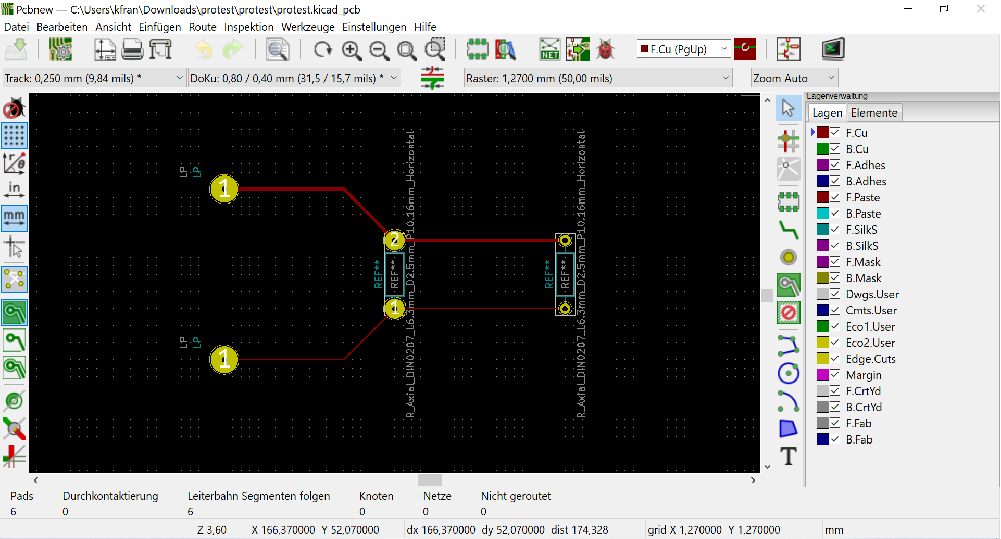 Pcbnew — C:\Users\kfran\Downloads\protest\protest\protest.kicad_pcb
Datei Bearbeiten Ansicht Einfügen Route Inspektion Werkzeuge Einstellungen Hilfe
NET
F.Cu (PgUp)
Track: 0,250 mm (9,84 mils) *
DoKu: 0,80 / 0,40 mm (31,5 / 15,7 mils) *
Raster: 1,2700 mm (50,00 mils)
Zoom Auto
in
mm
LP
LP
1
2
1
REF**
REF**
R_Axial_DIN0207_L6.3mm_D2.5mm_P10.16mm_Horizontal
REF**
REF**
R_Axial_DIN0207_L6.3mm_D2.5mm_P10.16mm_Horizontal
LP
LP
1
T
Lagenverwaltung
Lagen Elemente
F.Cu
B.Cu
F.Adhes
B.Adhes
F.Paste
B.Paste
F.SilkS
B.SilkS
F.Mask
B.Mask
Dwgs.User
Cmts.User
Eco1.User
Eco2.User
Edge.Cuts
Margin
F.CrtYd
B.CrtYd
F.Fab
B.Fab
Pads Durchkontaktierung Leiterbahn Segmenten folgen Knoten Netze Nicht geroutet
6 0 6 0 0 0
Z 3,60 X 166,370000 Y 52,070000 dx 166,370000 dy 52,070000 dist 174,328 grid X 1,270000 Y 1,270000 mm